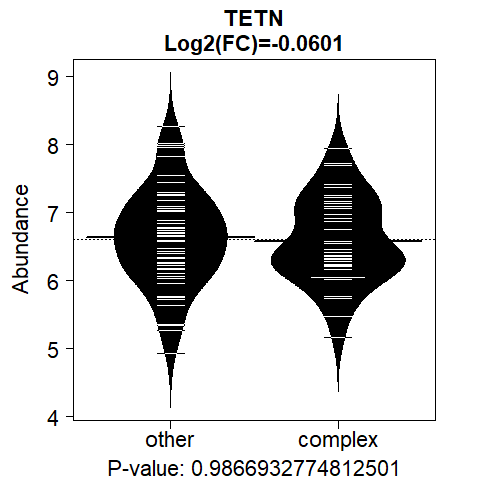 TETN
Log2(FC)=-0.0601
Abundance
9
8
7
6
5
4
other
complex
P-value: 0.9866932774812501